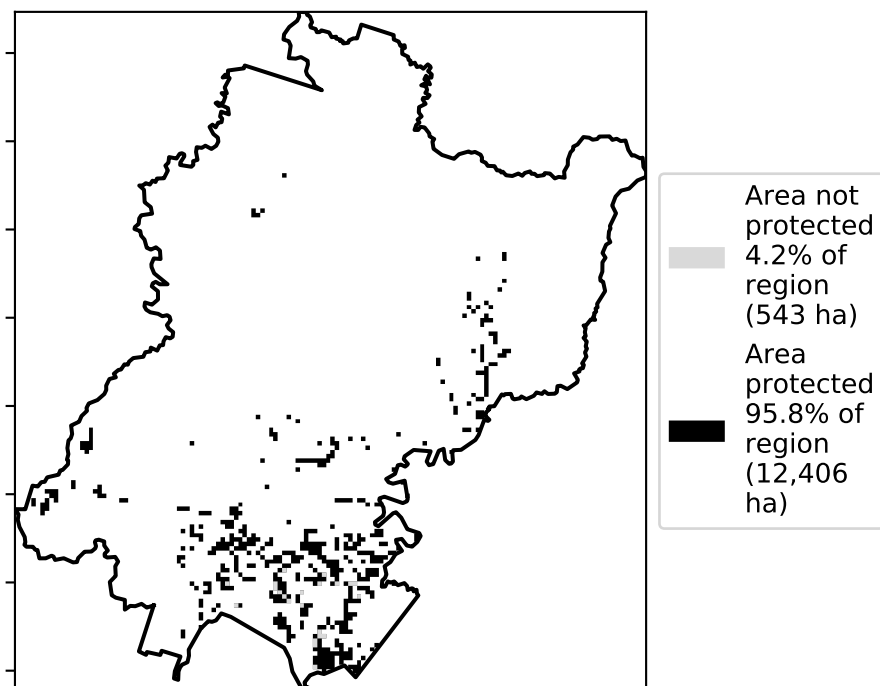 Area not
protected
4.2% of
region
(543 ha)
Area
protected
95.8% of
region
(12,406
ha)